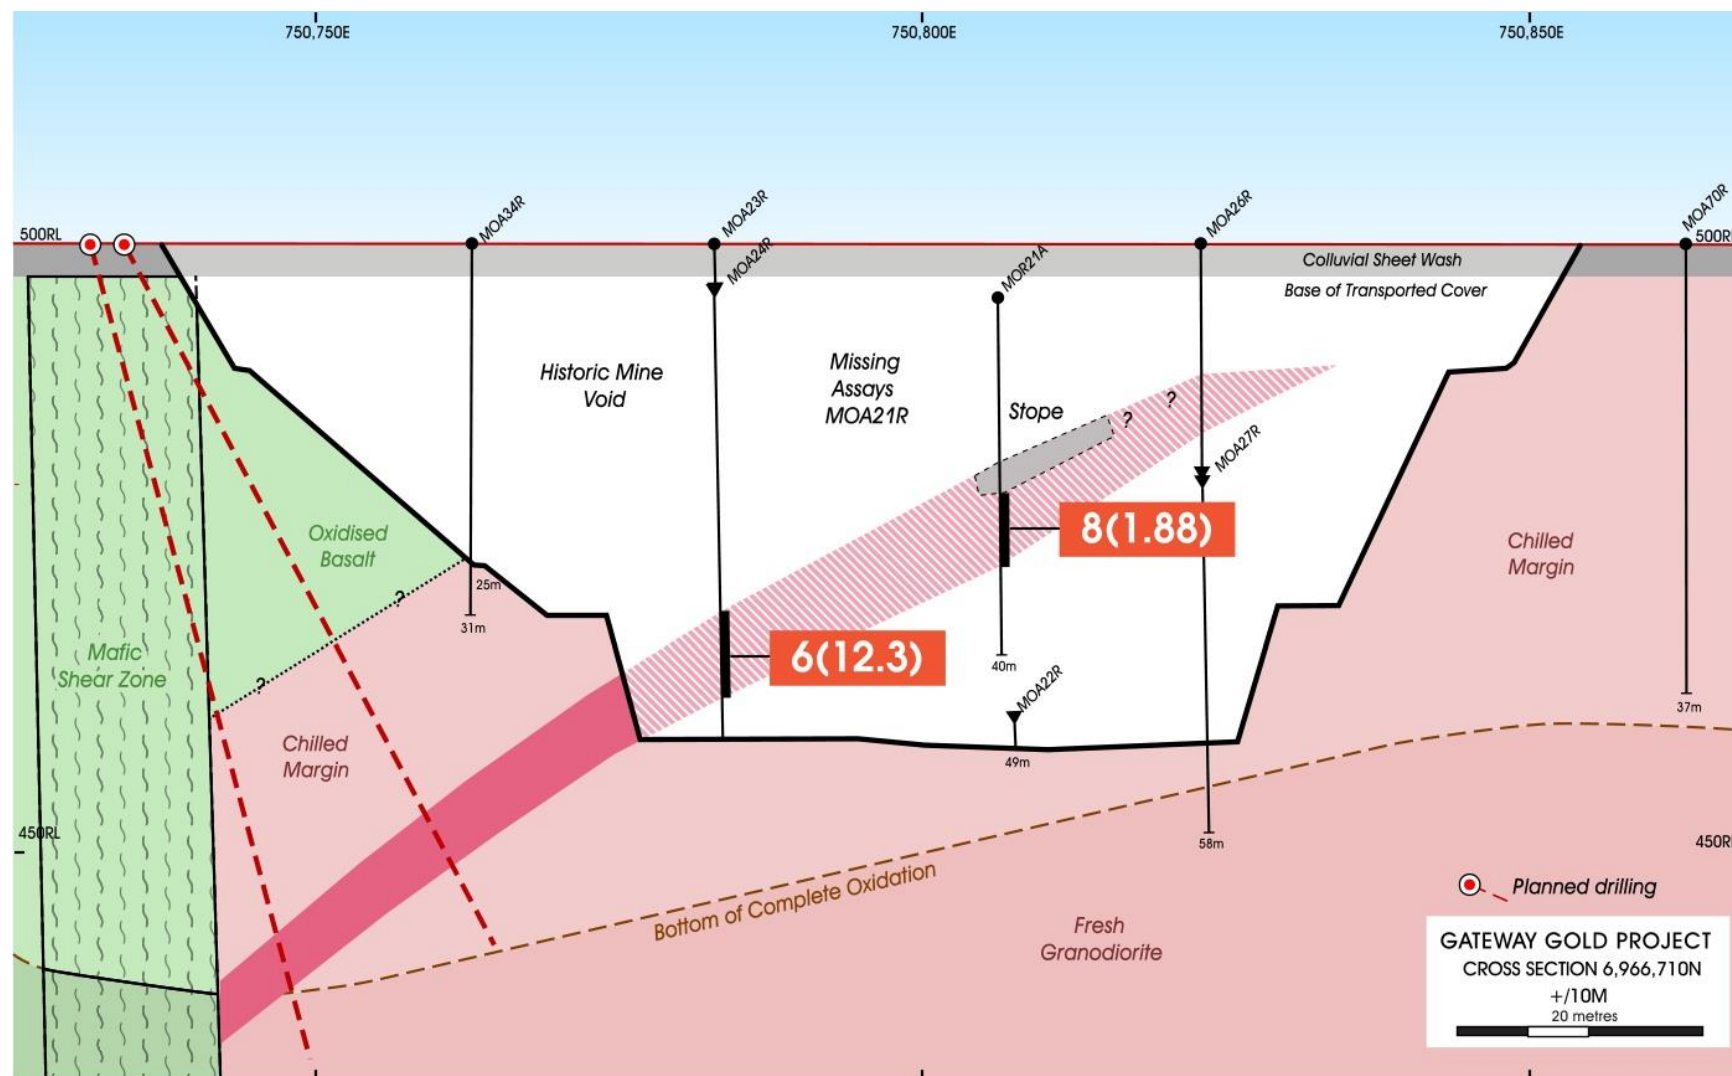 750,750E
750,800E
750,850E
MOA34R
MOA23R
MOA26R
MOA70R
500RL
500RL
MOA24R
MOR21A
Colluvial Sheet Wash
Base of Transported Cover
Historic Mine
Void
Missing
Assays
MOA21R
Stope
?
?
MOA27R
8(1.88)
Oxidised
Basalt
Chilled
Margin
25m
?
31m
Mafic
Shear Zone
6(12.3)
40m
?
MOA22R
37m
Chilled
Margin
49m
450RL
58m
450RL
Bottom of Complete Oxidation
Planned drilling
Fresh
Granodiorite
GATEWAY GOLD PROJECT
CROSS SECTION 6,966,710N
+/10M
20 metres